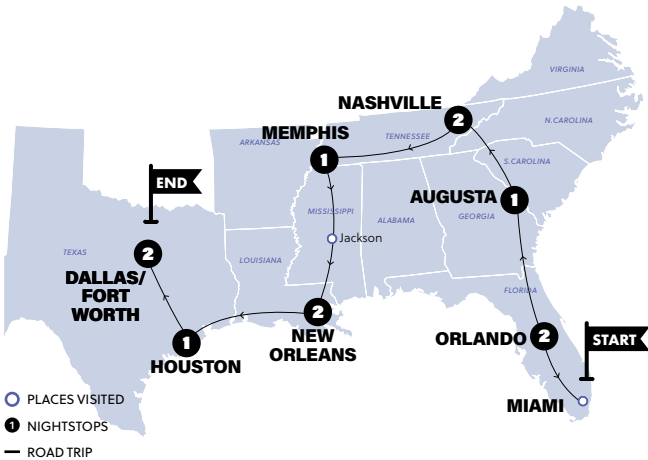 VIRGINIA
NASHVILLE
2
N.CAROLINA
ARKANSAS
MEMPHIS
1
TENNESSEE
S.CAROLINA
END
AUGUSTA
1
MISSISSIPPI
ALABAMA
GEORGIA
Jackson
TEXAS
2
DALLAS/
FORT
WORTH
LOUISIANA
FLORIDA
2
NEW
ORLEANS
ORLANDO
2
START
1
HOUSTON
MIAMI
PLACES VISITED
1 NIGHTSTOPS
ROAD TRIP